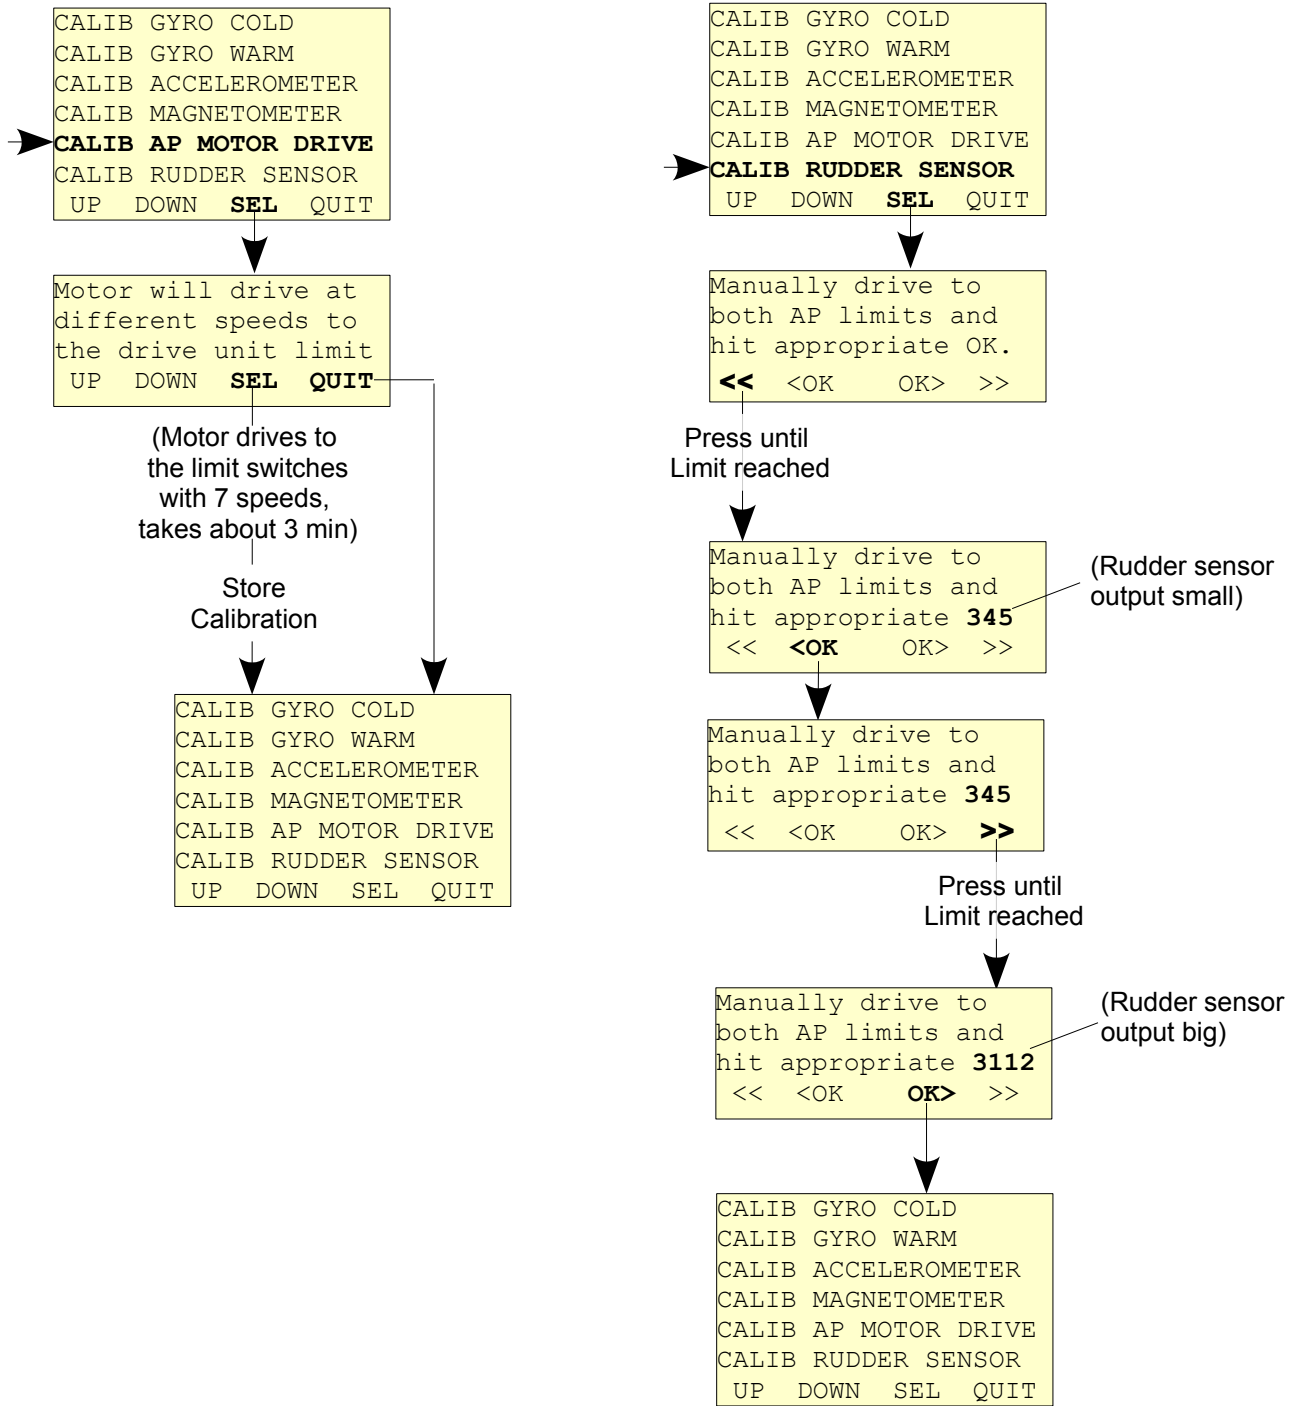 CALIB GYRO COLD
CALIB GYRO WARM
CALIB ACCELEROMETER
CALIB MAGNETOMETER
CALIB AP MOTOR DRIVE
CALIB RUDDER SENSOR
UP DOWN SEL QUIT
Motor will drive at
different speeds to
the drive unit limit
UP DOWN SEL QUIT
(Motor drives to
the limit switches
with 7 speeds,
takes about 3 min)
Store
Calibration
CALIB GYRO COLD
CALIB GYRO WARM
CALIB ACCELEROMETER
CALIB MAGNETOMETER
CALIB AP MOTOR DRIVE
CALIB RUDDER SENSOR
UP DOWN SEL QUIT
CALIB GYRO COLD
CALIB GYRO WARM
CALIB ACCELEROMETER
CALIB MAGNETOMETER
CALIB AP MOTOR DRIVE
CALIB RUDDER SENSOR
UP DOWN SEL QUIT
Manually drive to
both AP limits and
hit appropriate OK.
<< <OK OK> >>
Press until
Limit reached
Manually drive to
both AP limits and
hit appropriate 345
<< <OK OK> >>
(Rudder sensor
output small)
Manually drive to
both AP limits and
hit appropriate 345
<< <OK OK> >>
Press until
Limit reached
Manually drive to
both AP limits and
hit appropriate 3112
<< <OK OK> >>
(Rudder sensor
output big)
CALIB GYRO COLD
CALIB GYRO WARM
CALIB ACCELEROMETER
CALIB MAGNETOMETER
CALIB AP MOTOR DRIVE
CALIB RUDDER SENSOR
UP DOWN SEL QUIT